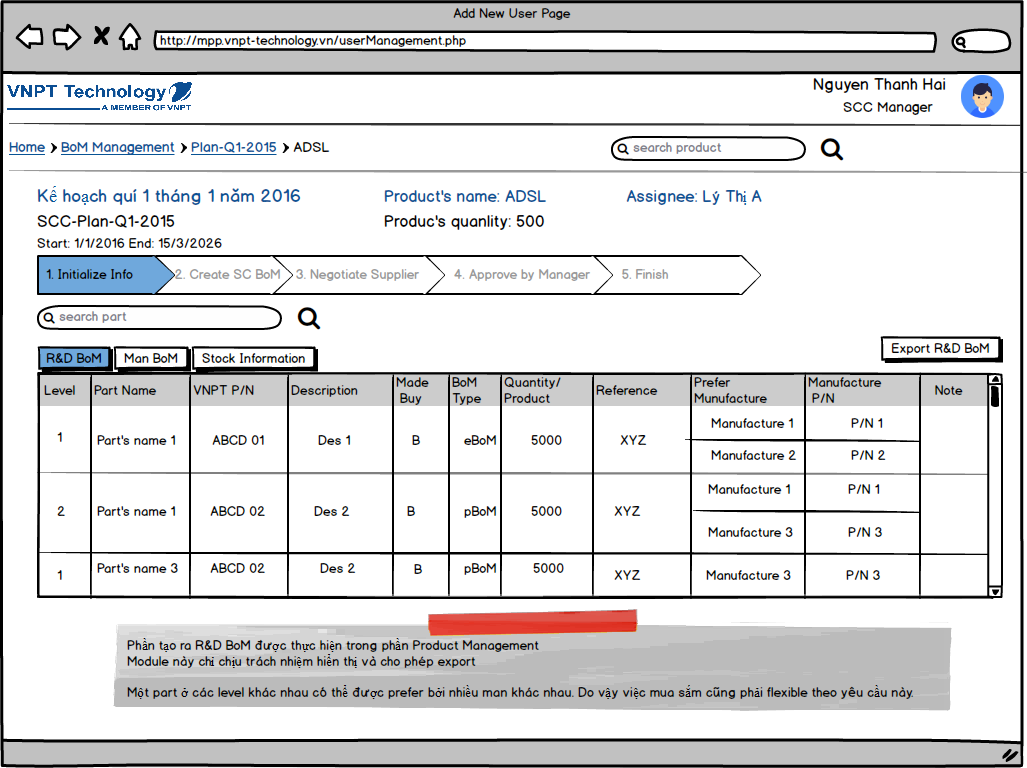 Add New User Page
http://mpp.vnpt-technology.vn/userManagement.php
VNPT Technology
A MEMBER OF VNPT
Nguyen Thanh Hai
SCC Manager
Home BoM Management Plan-Q1-2015 ADSL
search product
Kế hoạch quí 1 tháng 1 năm 2016
Product's name: ADSL
Assignee: Lý Thị A
SCC-Plan-Q1-2015
Produc's quanlity: 500
Start: 1/1/2016 End: 15/3/2026
1. Initialize Info
2. Create SC BoM
3. Negotiate Supplier
4. Approve by Manager
5. Finish
search part
R&D BoM
Man BoM
Stock Information
Export R&D BoM
Level
Part Name
VNPT P/N
Description
Made
Buy
BoM
Type
Quantity/
Product
Reference
Prefer
Munufacture
Manufacture
P/N
Note
1
Part's name 1
ABCD 01
Des 1
B
eBoM
5000
XYZ
Manufacture 1
P/N 1
Manufacture 2
P/N 2
2
Part's name 1
ABCD 02
Des 2
B
pBoM
5000
XYZ
Manufacture 1
P/N 1
Manufacture 3
P/N 3
1
Part's name 3
ABCD 02
Des 2
B
pBoM
5000
XYZ
Manufacture 3
P/N 3
Phần tạo ra R&D BoM được thực hiện trong phần Product Management
Module này chỉ chịu trách nhiệm hiển thị và cho phép export
Một part ở các level khác nhau có thể được prefer bởi nhiều man khác nhau. Do vậy việc mua sắm cũng phải flexible theo yêu cầu này.